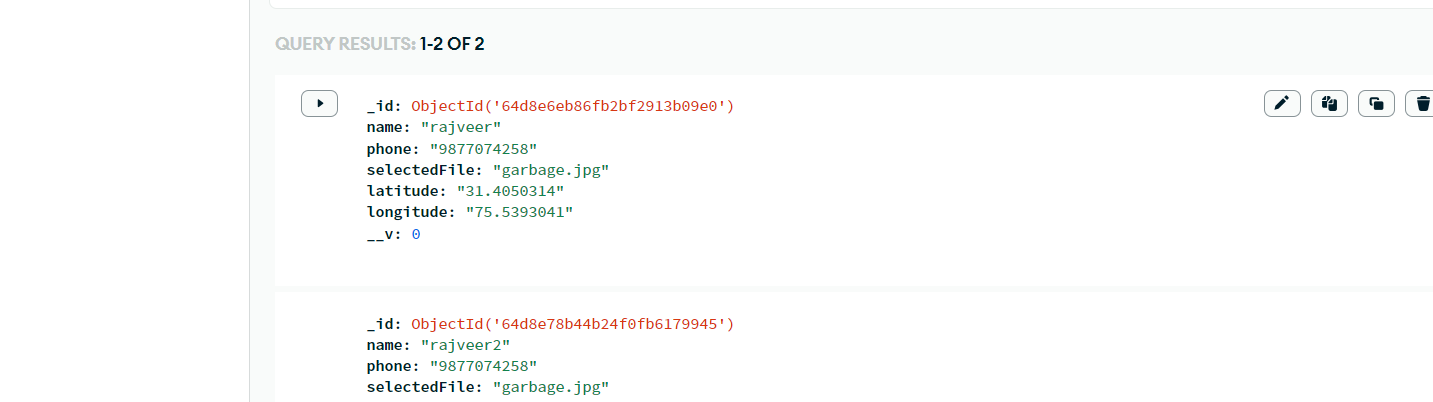 QUERY RESULTS: 1-2 OF 2
_id: ObjectId('64d8e6eb86fb2bf2913b09e0')
name: "rajveer"
phone: "9877074258"
selectedFile: "garbage.jpg"
latitude: "31.4050314"
longitude: "75.5393041"
__v: 0
_id: ObjectId('64d8e78b44b24f0fb6179945')
name: "rajveer2"
phone: "9877074258"
selectedFile: "garbage.jpg"